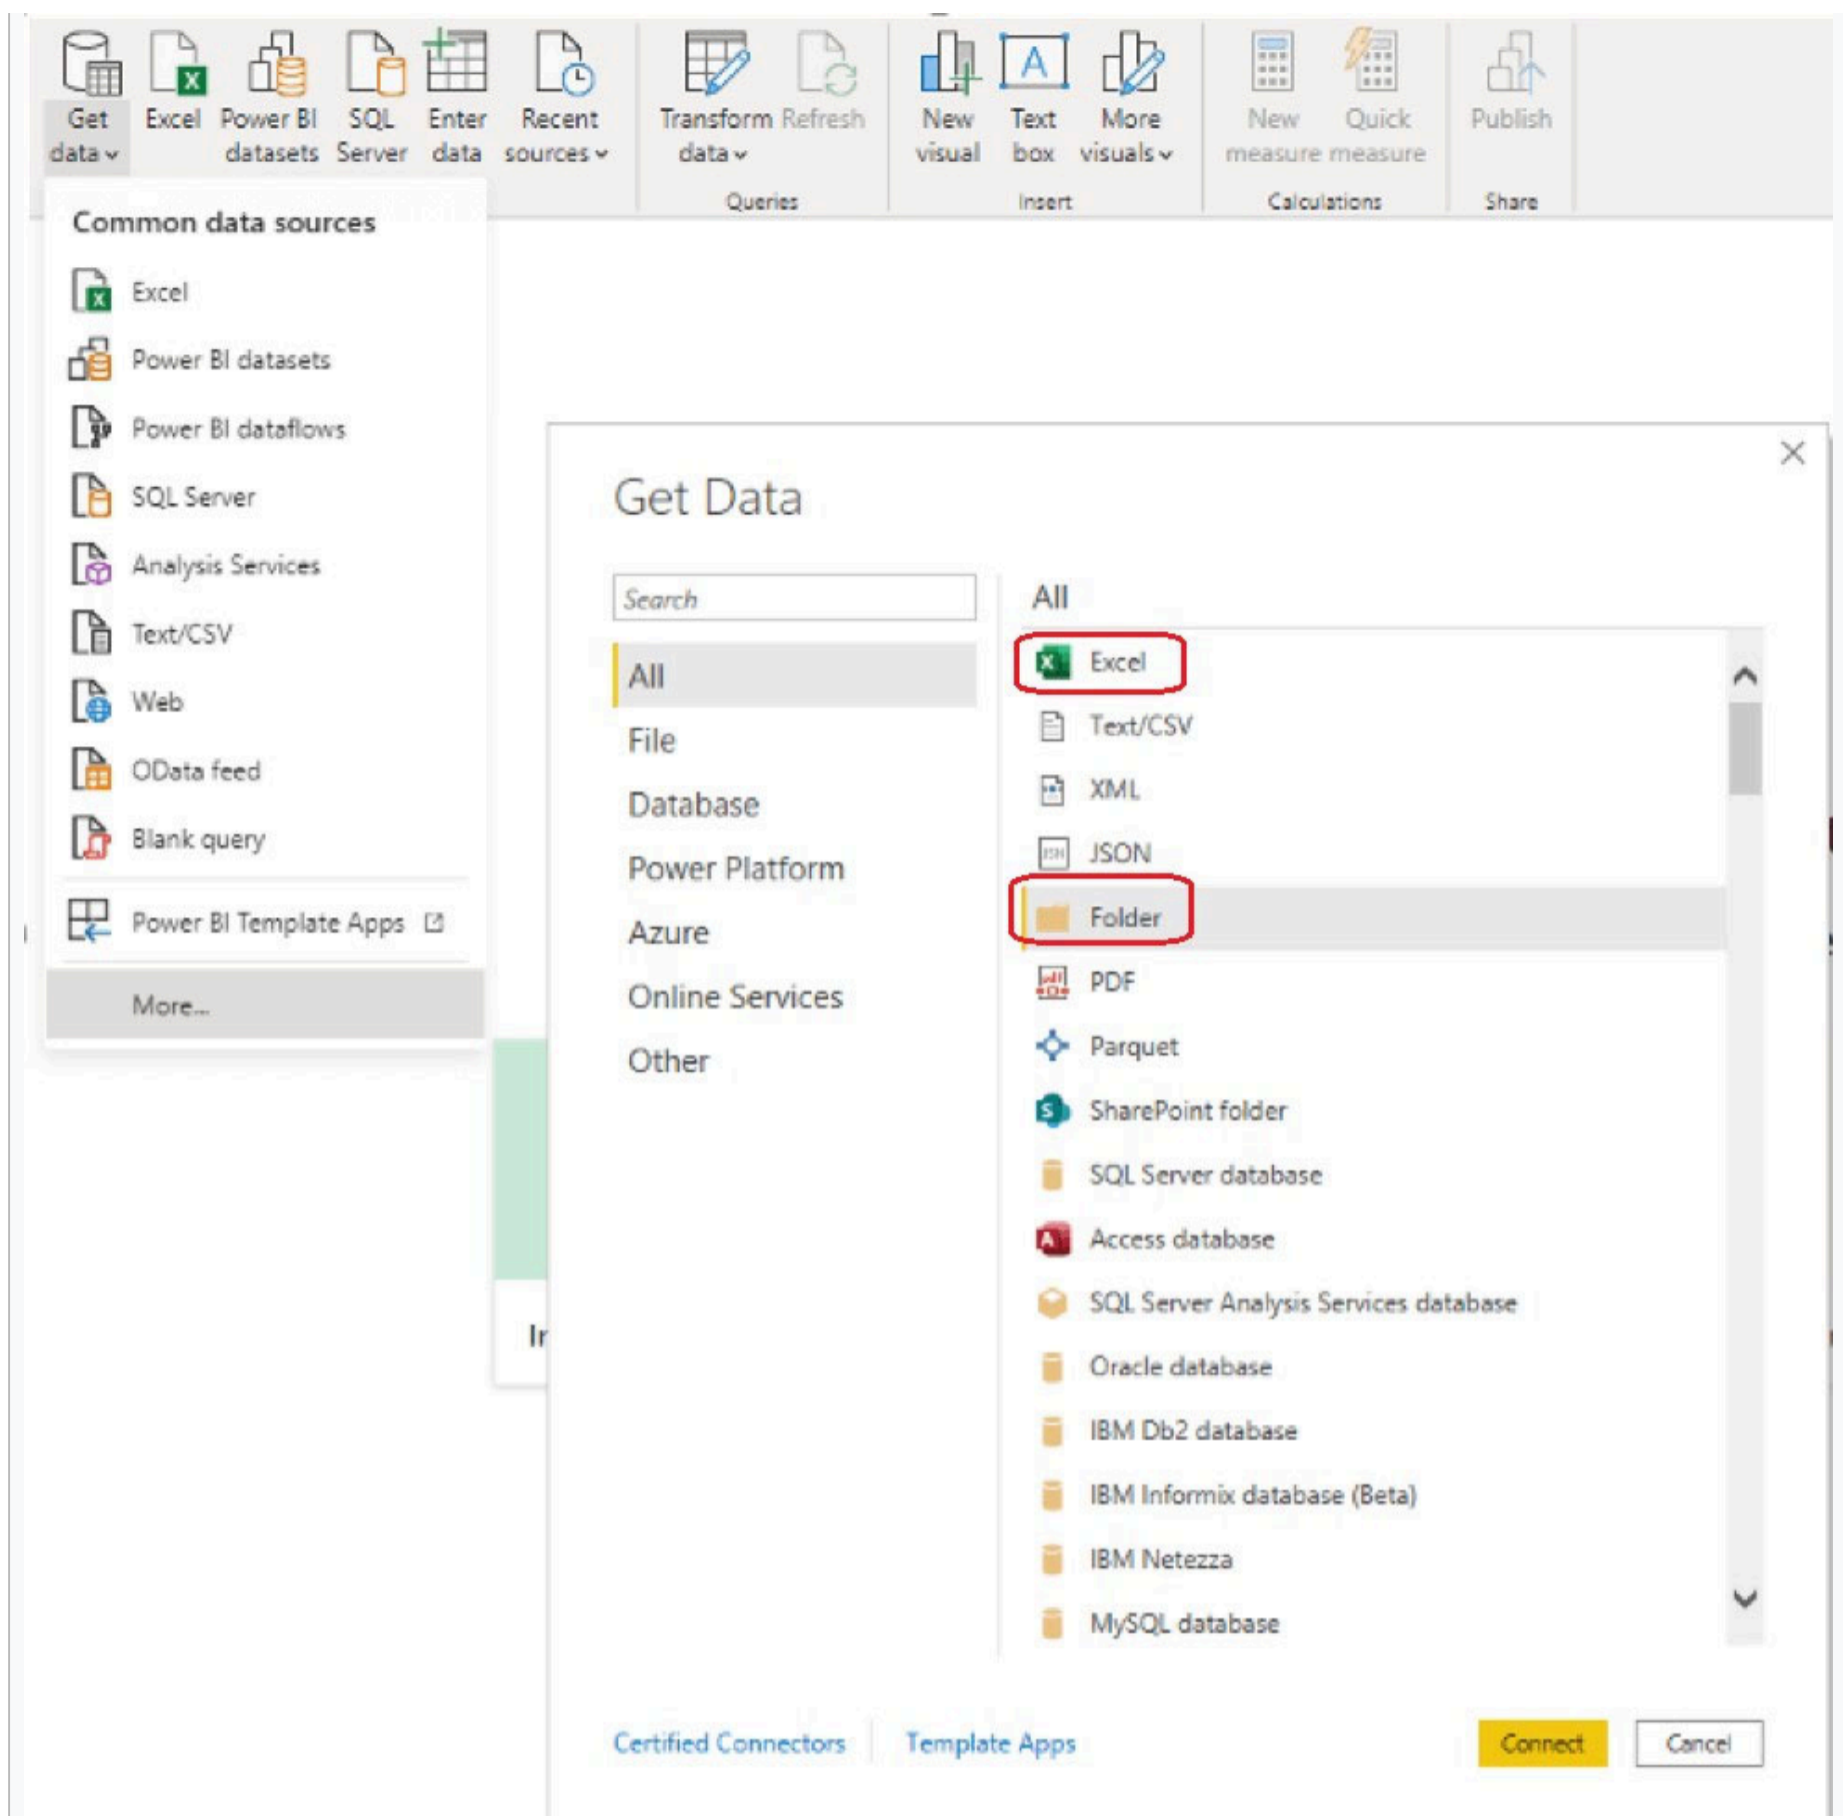 Get data
Excel
Power BI datasets
SQL Server
Enter data
Recent sources
Transform data
Refresh
New visual
Text box
More visuals
New measure
Quick measure
Publish
Queries
Insert
Calculations
Share
Common data sources
Excel
Power BI datasets
Power BI dataflows
SQL Server
Analysis Services
Text/CSV
Web
OData feed
Blank query
Power BI Template Apps
More...
Get Data
Search
All
File
Database
Power Platform
Azure
Online Services
Other
All
Excel
Text/CSV
XML
JSON
Folder
PDF
Parquet
SharePoint folder
SQL Server database
Access database
SQL Server Analysis Services database
Oracle database
IBM Db2 database
IBM Informix database (Beta)
IBM Netezza
MySQL database
Certified Connectors
Template Apps
Connect
Cancel